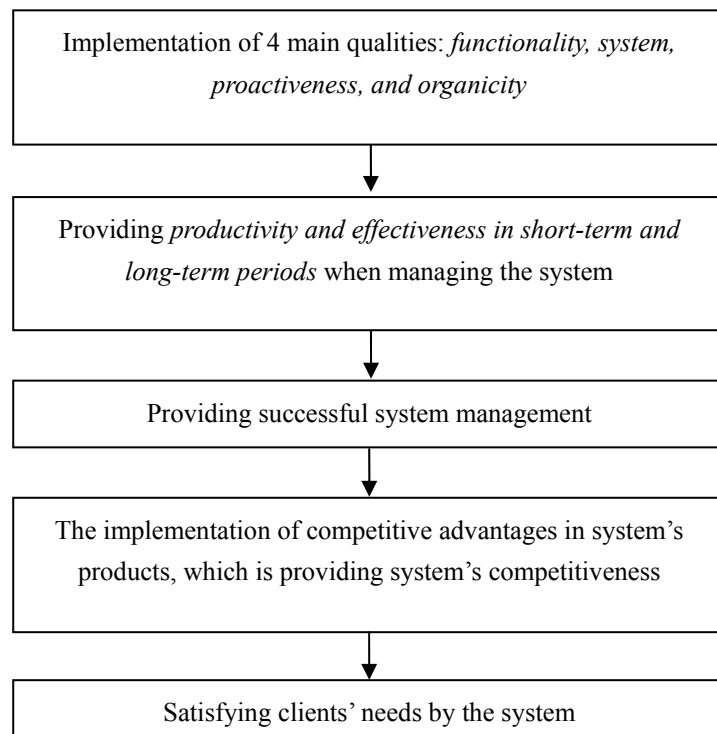 Implementation of 4 main qualities: functionality, system,
proactiveness, and organicity
Providing productivity and effectiveness in short-term and
long-term periods when managing the system
Providing successful system management
The implementation of competitive advantages in system’s
products, which is providing system’s competitiveness
Satisfying clients’ needs by the system